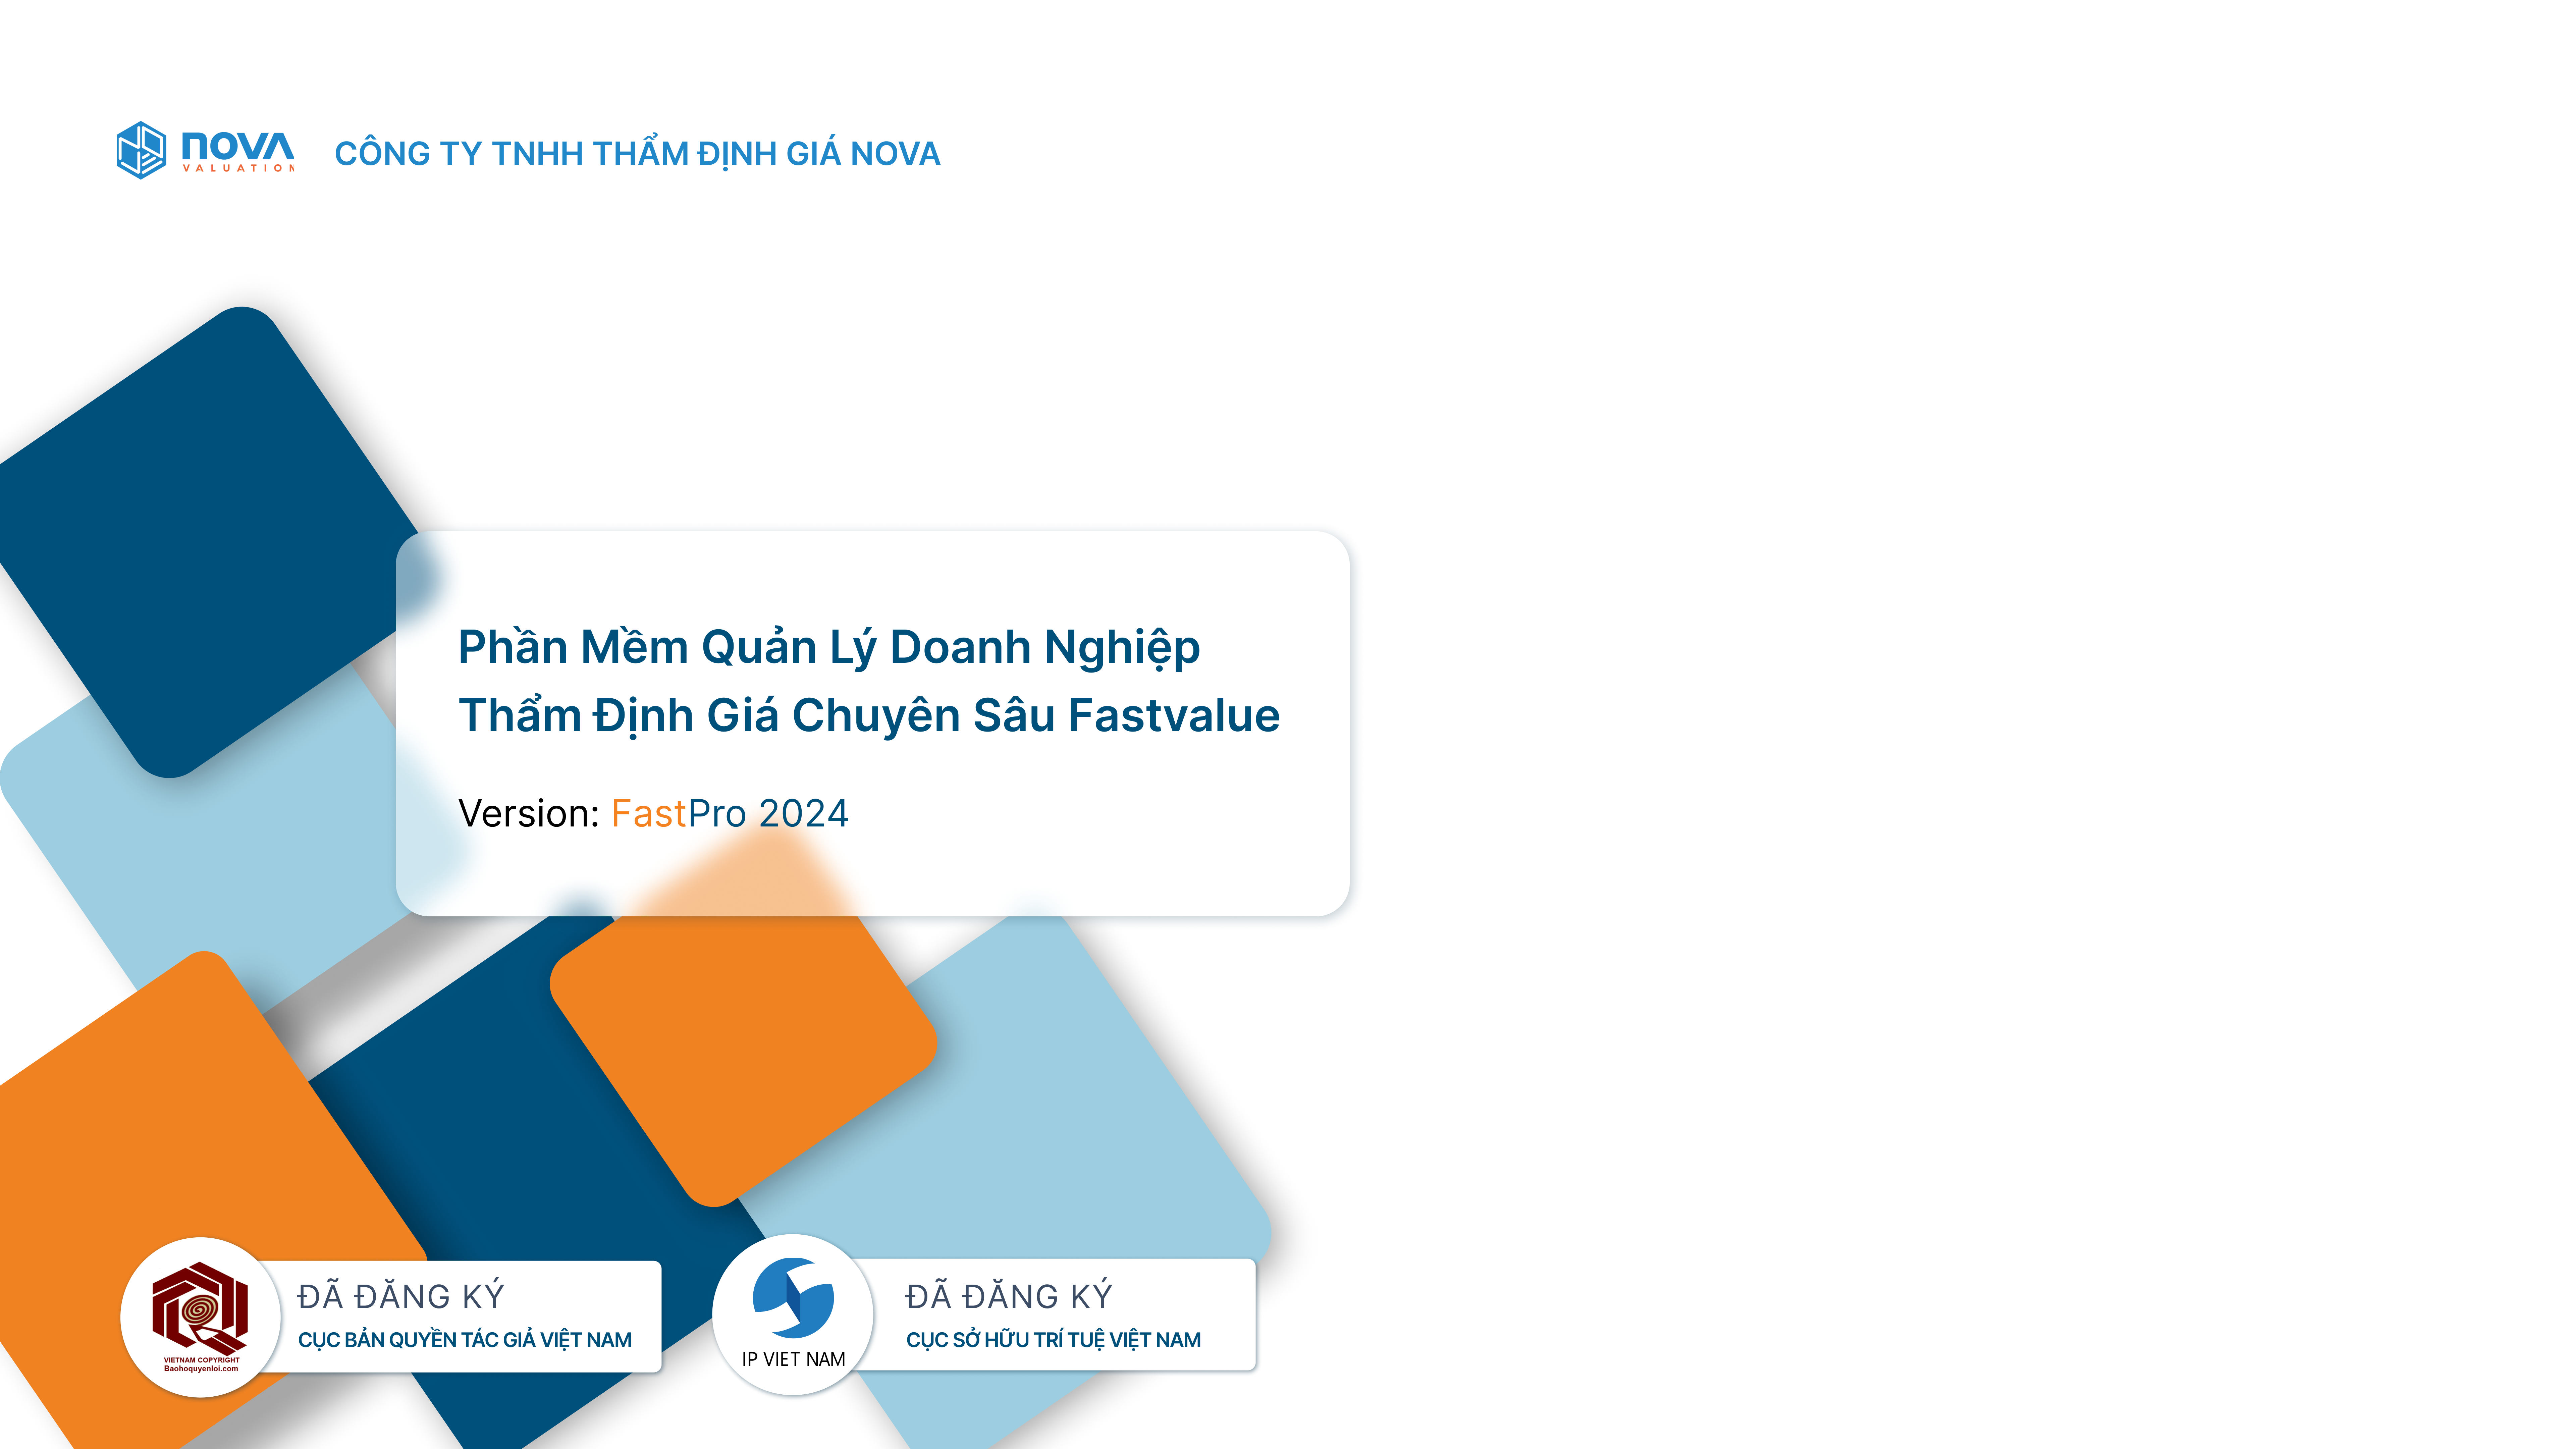 NOVA
VALUATION
CÔNG TY TNHH THẨM ĐỊNH GIÁ NOVA
Phần Mềm Quản Lý Doanh Nghiệp
Thẩm Định Giá Chuyên Sâu Fastvalue
Version: FastPro 2024
VIETNAM COPYRIGHT
Baohoquyenloi.com
ĐÃ ĐĂNG KÝ
CỤC BẢN QUYỀN TÁC GIẢ VIỆT NAM
IP VIET NAM
ĐÃ ĐĂNG KÝ
CỤC SỞ HỮU TRÍ TUỆ VIỆT NAM